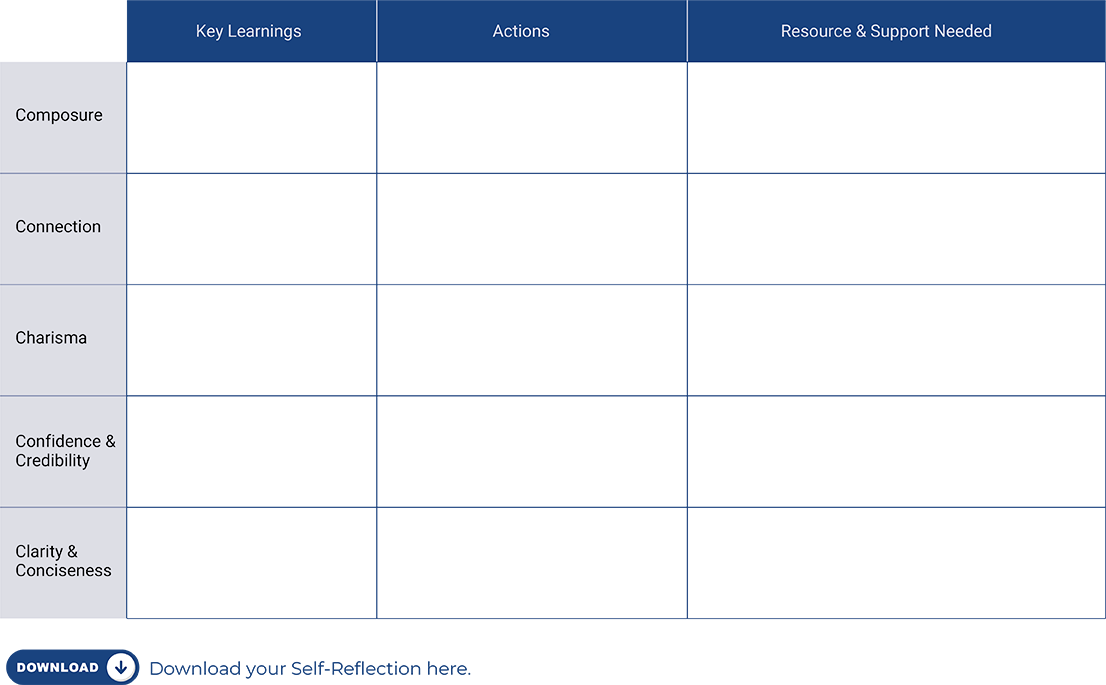 Key Learnings
Actions
Resource & Support Needed
Composure
Connection
Charisma
Confidence &
Credibility
Clarity &
Conciseness
DOWNLOAD
Download your Self-Reflection here.